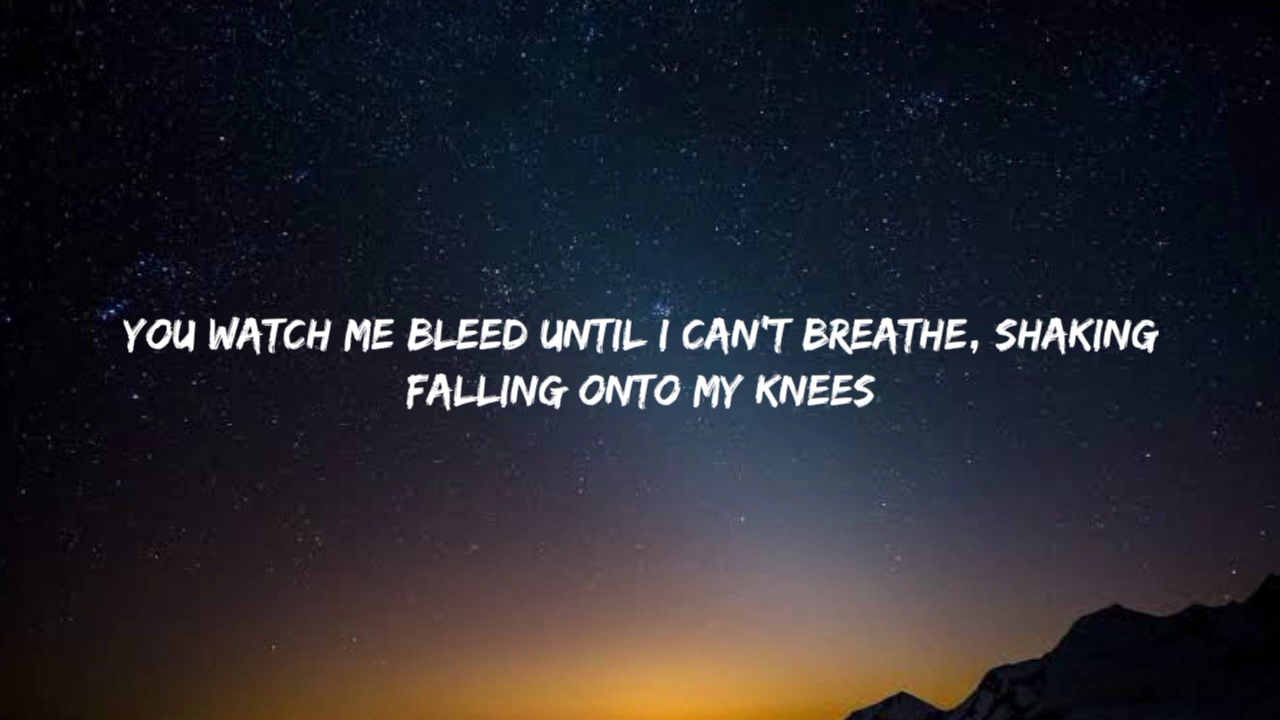 YOU WATCH ME BLEED UNTIL I CAN'T BREATHE, SHAKING
FALLING ONTO MY KNEES